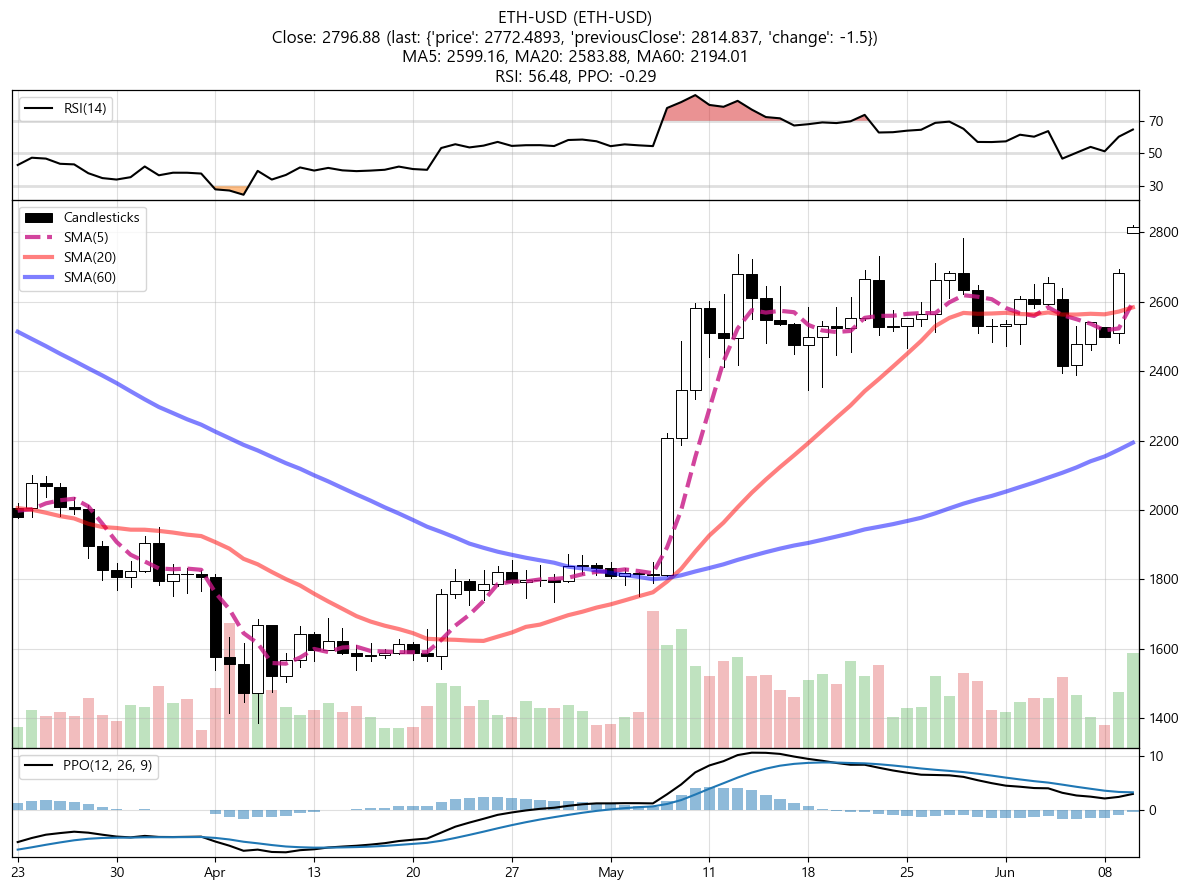 ETH-USD (ETH-USD)
Close: 2796.88 (last: {'price': 2772.4893, 'previousClose': 2814.837, 'change': -1.5})
MA5: 2599.16, MA20: 2583.88, MA60: 2194.01
RSI: 56.48, PPO: -0.29
RSI(14)
70
50
30
Candlesticks
SMA(5)
SMA(20)
SMA(60)
2800
2600
2400
2200
2000
1800
1600
1400
PPO(12, 26, 9)
10
0
23 30 Apr 13 20 27 May 11 18 25 Jun 08